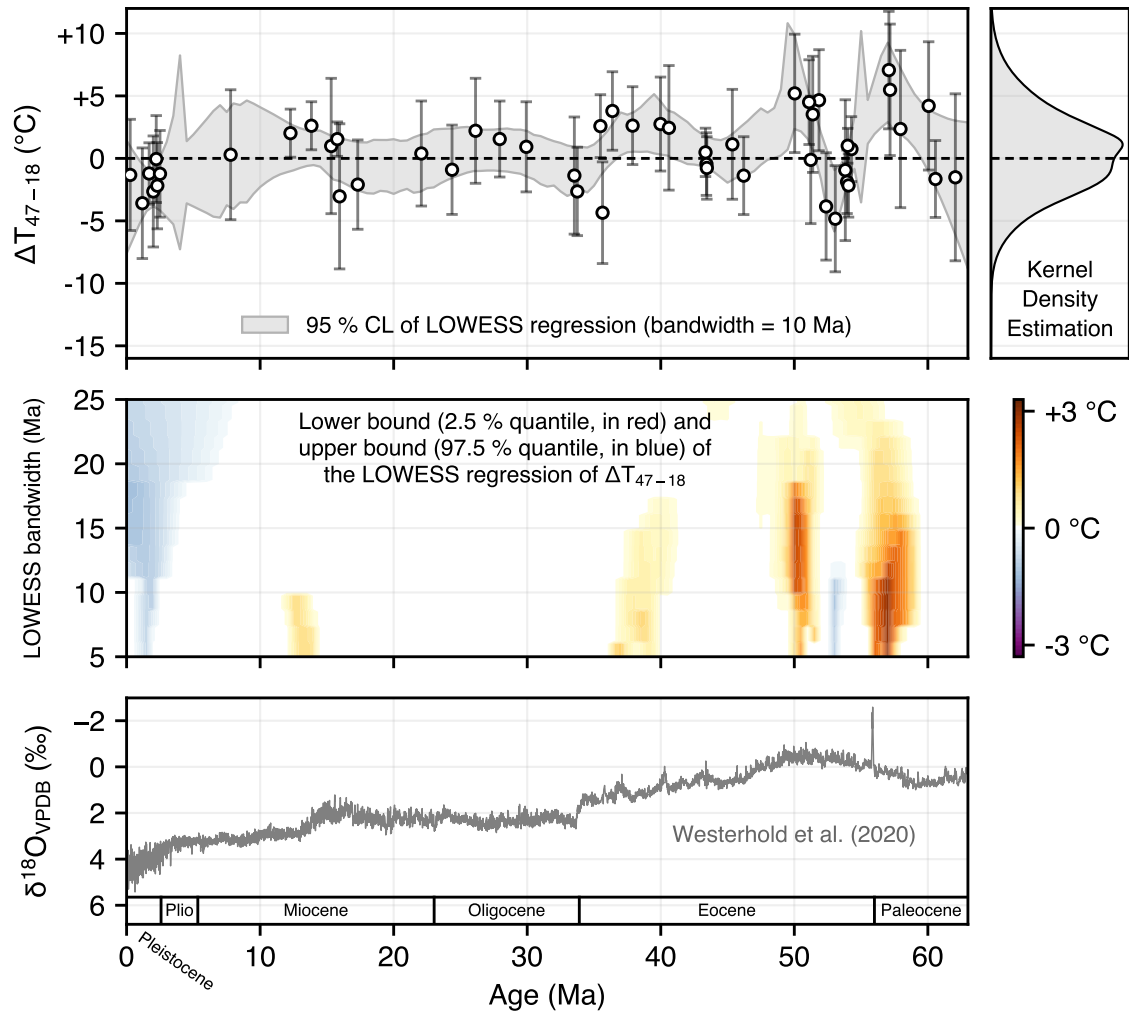 ΔT47−18 (°C)
+10
+5
0
-5
-10
-15
95 % CL of LOWESS regression (bandwidth = 10 Ma)
Kernel
Density
Estimation
LOWESS bandwidth (Ma)
25
20
15
10
5
Lower bound (2.5 % quantile, in red) and
upper bound (97.5 % quantile, in blue) of
the LOWESS regression of ΔT47−18
+3 °C
0 °C
-3 °C
δ18OVPDB (‰)
−2
0
2
4
6
Westerhold et al. (2020)
Pleistocene
Plio
Miocene
Oligocene
Eocene
Paleocene
0
10
20
30
40
50
60
Age (Ma)